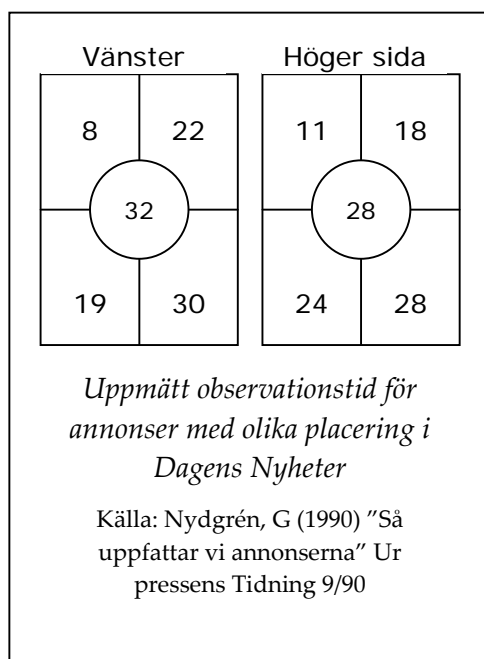 Vänster Höger sida
8 22 11 18
32 28
19 30 24 28
Uppmätt observationstid för
annonser med olika placering i
Dagens Nyheter
Källa: Nydgrén, G (1990) ”Så
uppfattar vi annonserna” Ur
pressens Tidning 9/90